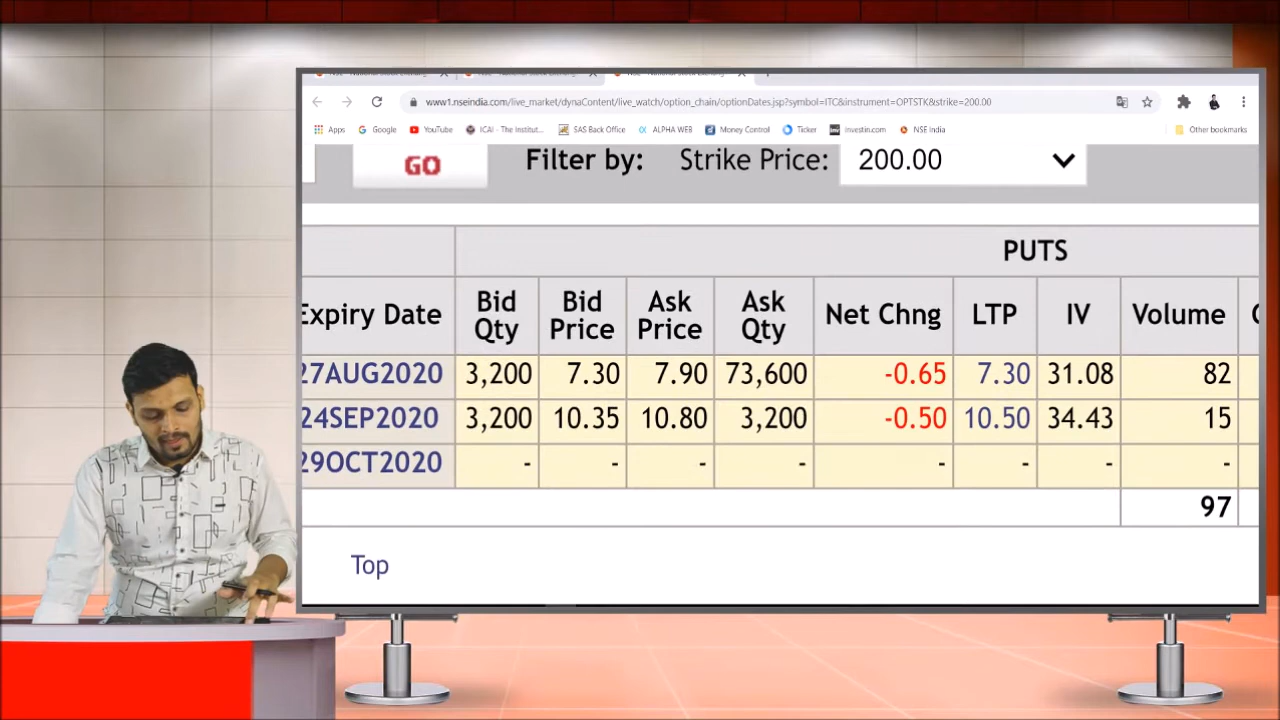 www1.nseindia.com/live_market/dynaContent/live_watch/option_chain/optionDates.jsp?symbol=ITC&instrument=OPTSTK&strike=200.00
Apps Google YouTube ICAI - The Institut... SAS Back Office ALPHA WEB Money Control Ticker investin.com NSE India Other bookmarks
GO Filter by: Strike Price: 200.00
PUTS
Expiry Date Bid Qty Bid Price Ask Price Ask Qty Net Chng LTP IV Volume
27AUG2020 3,200 7.30 7.90 73,600 -0.65 7.30 31.08 82
24SEP2020 3,200 10.35 10.80 3,200 -0.50 10.50 34.43 15
29OCT2020 - - - - - - - -
97
Top